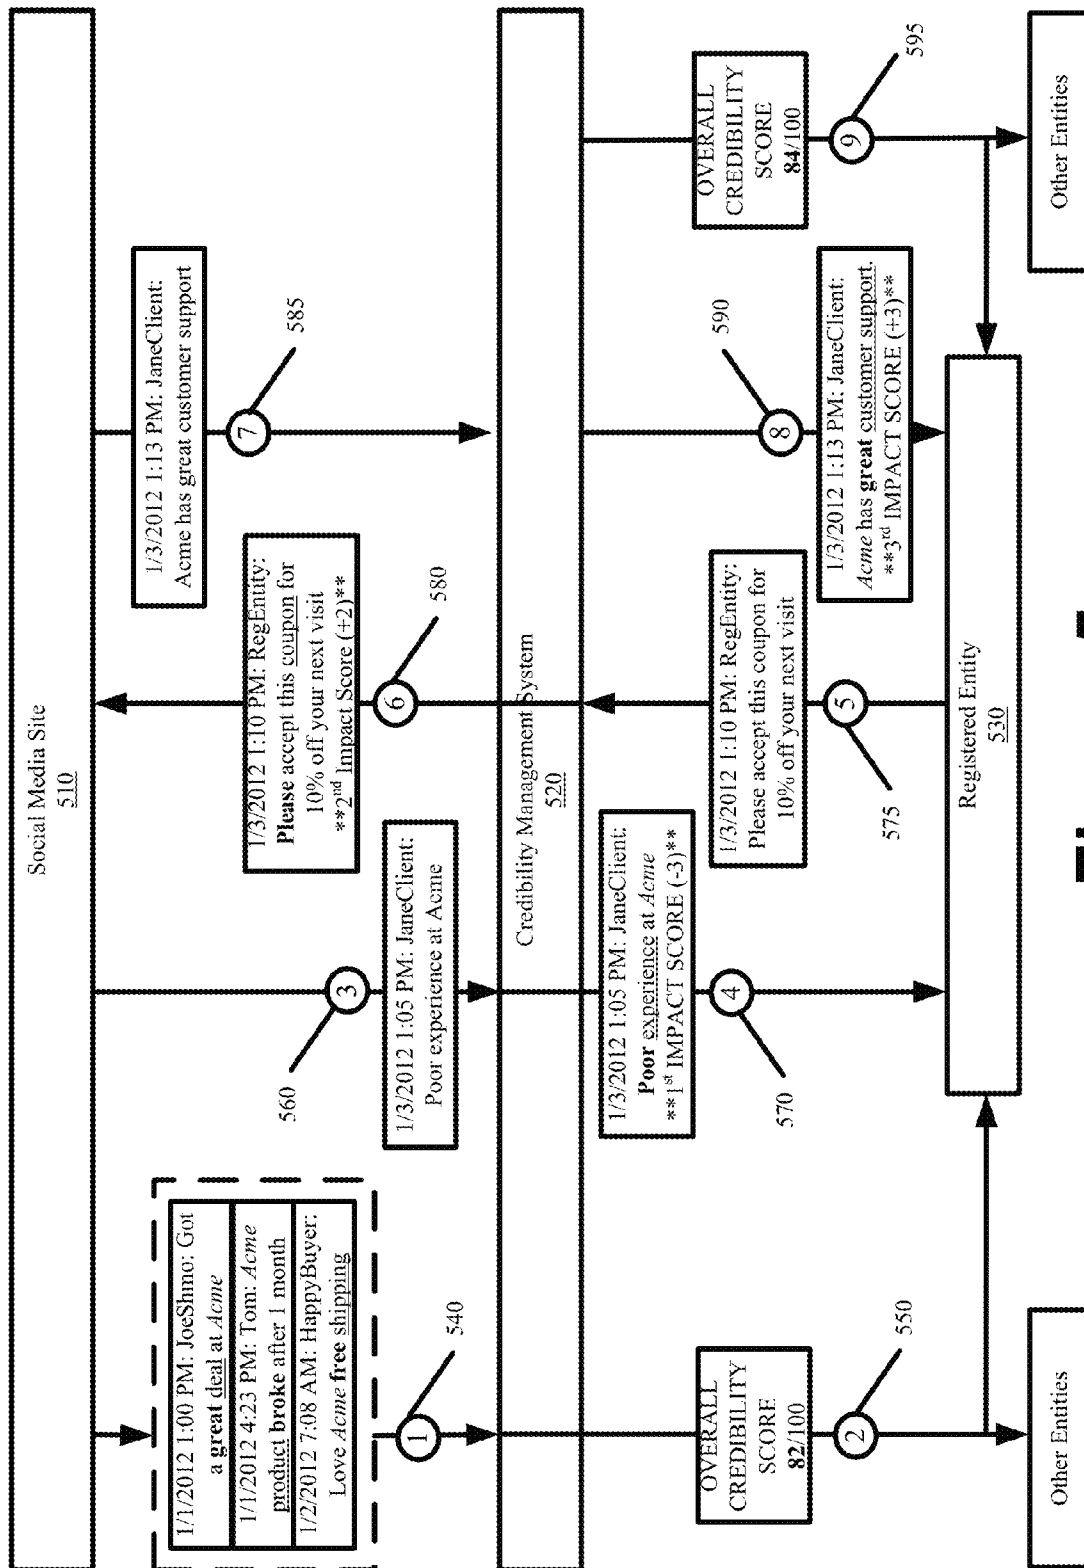 Social Media Site
510
1/1/2012 1:00 PM: JoeShmo: Got
a great deal at Acme
1/1/2012 4:23 PM: Tom: Acme
product broke after 1 month
1/2/2012 7:08 AM: HappyBuyer:
Love Acme free shipping
1
540
3
560
1/3/2012 1:05 PM: JaneClient:
Poor experience at Acme
1/3/2012 1:10 PM: RegEntity:
Please accept this coupon for
10% off your next visit
**2nd Impact Score (+2)**
6
580
1/3/2012 1:13 PM: JaneClient:
Acme has great customer support
7
585
Credibility Management System
520
OVERALL
CREDIBILITY
SCORE
82/100
2
550
1/3/2012 1:05 PM: JaneClient:
Poor experience at Acme
**1st IMPACT SCORE (-3)**
4
570
1/3/2012 1:10 PM: RegEntity:
Please accept this coupon for
10% off your next visit
5
575
590
8
1/3/2012 1:13 PM: JaneClient:
Acme has great customer support.
**3rd IMPACT SCORE (+3)**
OVERALL
CREDIBILITY
SCORE
84/100
9
595
Other Entities
Registered Entity
530
Other Entities